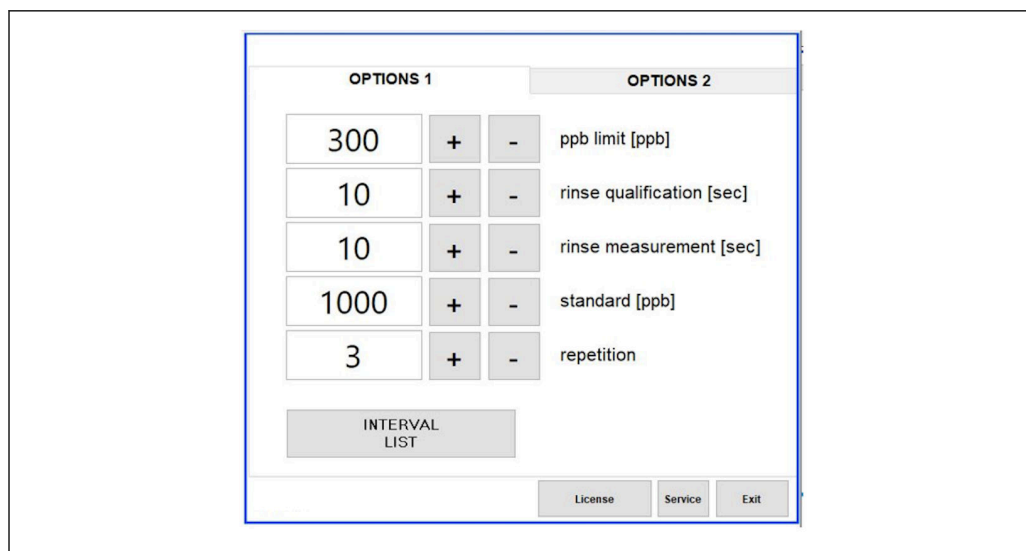 OPTIONS 1 OPTIONS 2
300 + - ppb limit [ppb]
10 + - rinse qualification [sec]
10 + - rinse measurement [sec]
1000 + - standard [ppb]
3 + - repetition
INTERVAL
LIST
License Service Exit